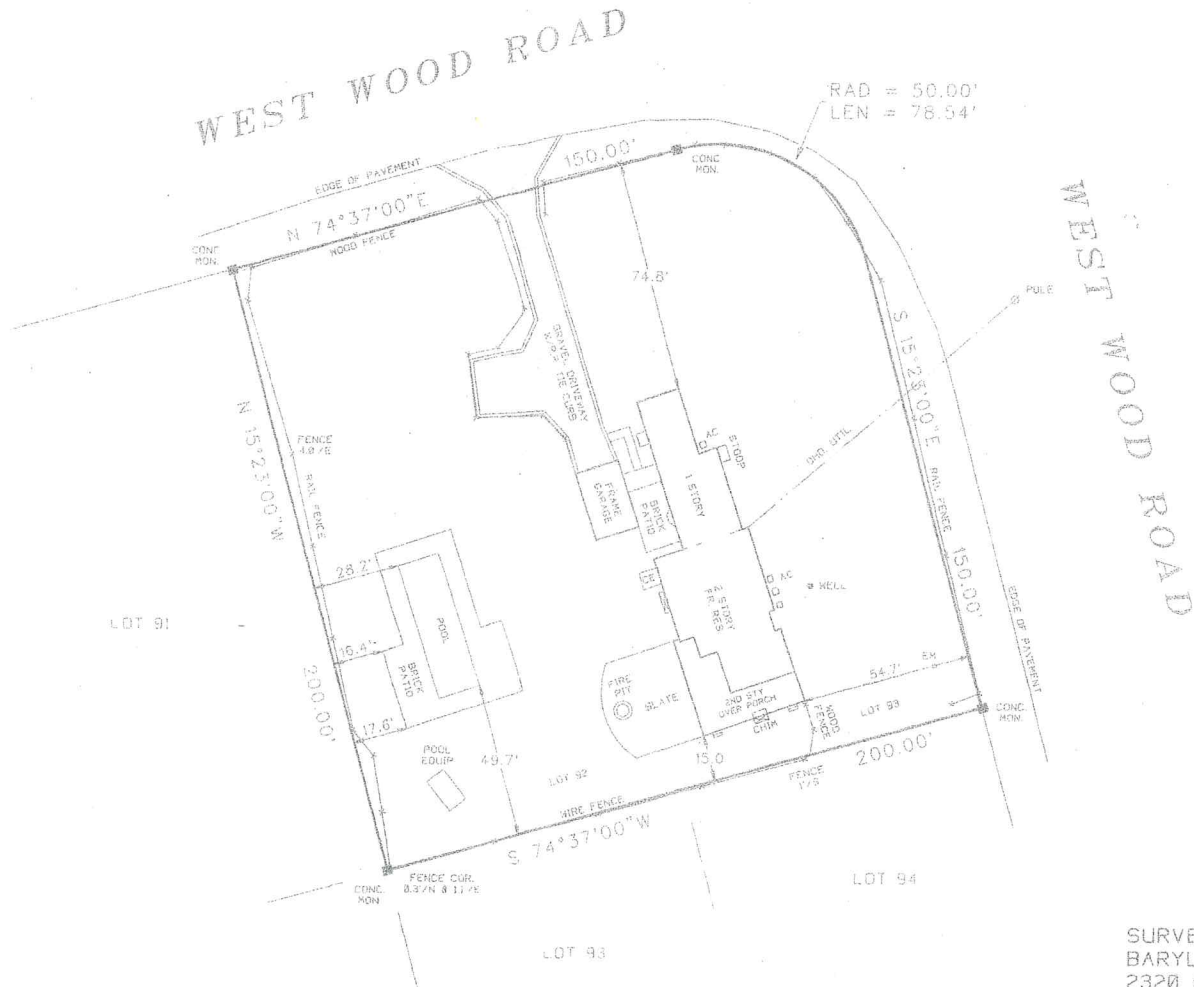 WEST WOOD ROAD
RAD = 50.00'
LEN = 78.54'
EDGE OF PAVEMENT
150.00'
CONC.
MON.
N 74°37'00"E
WOOD FENCE
CONC.
MON.
WEST WOOD ROAD
74.8'
POLE
S 15°23'00"E
GRAVEL DRIVEWAY
TIE CURB
N 15°23'00"W
FENCE
RAIL FENCE
AC
STOOP
OHD. UTIL
1 STORY
FRAME
GARAGE
BRICK
PATIO
RAIL FENCE
150.00'
28.2'
2 STORY
FR. RES
AC
WELL
EDGE OF PAVEMENT
LOT 91
POOL
15.4'
BRICK
PATIO
54.7'
EM
200.00'
FIRE
PIT
SLATE
2ND STY
OVER PORCH
CHIM
WOOD
FENCE
LOT 93
CONC.
MON.
17.6'
POOL
EQUIP
49.7'
LOT 92
15.0
FENCE
1'/S
200.00'
WIRE FENCE
S 74°37'00"W
CONC.
MON
FENCE COR.
LOT 94
LOT 93
SURVE
BARYL
2320